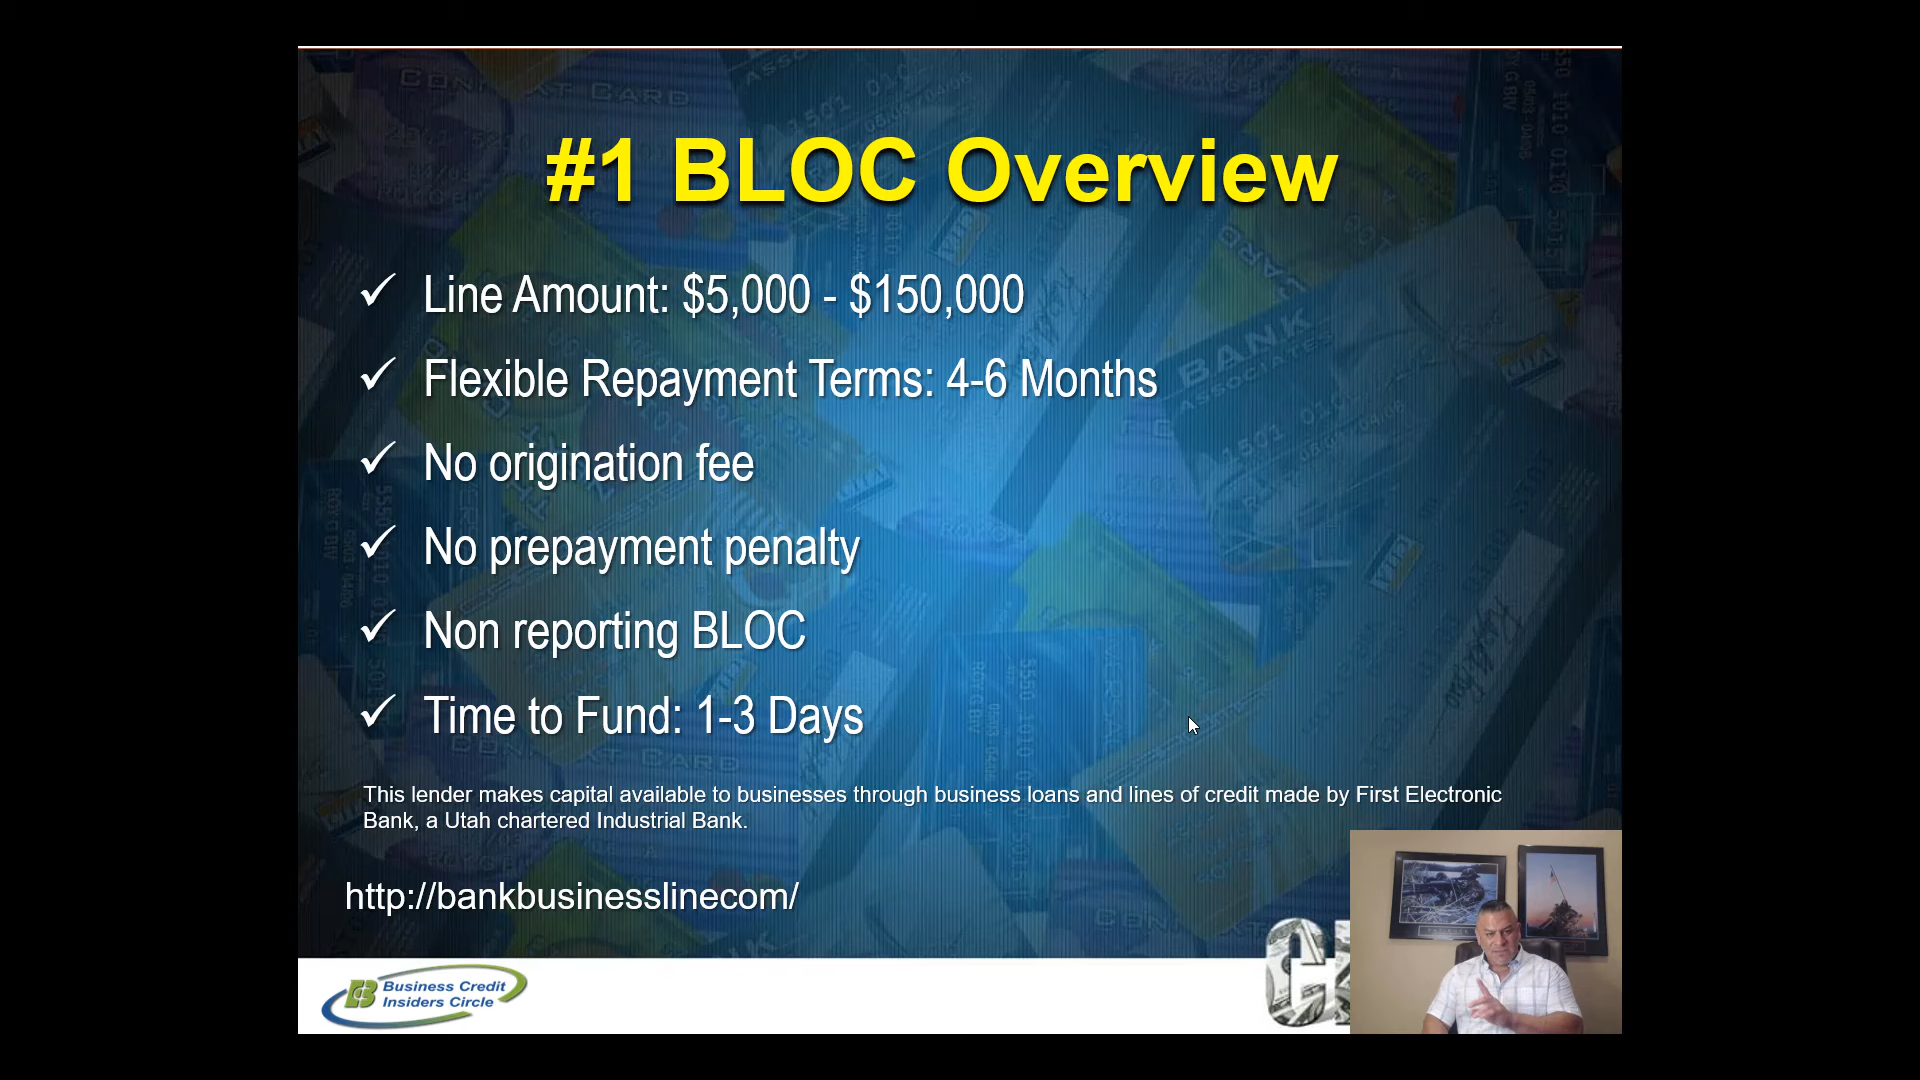 #1 BLOC Overview
✓ Line Amount: $5,000 - $150,000
✓ Flexible Repayment Terms: 4-6 Months
✓ No origination fee
✓ No prepayment penalty
✓ Non reporting BLOC
✓ Time to Fund: 1-3 Days
This lender makes capital available to businesses through business loans and lines of credit made by First Electronic
Bank, a Utah chartered Industrial Bank.
http://bankbusinesslinecom/
Business Credit
Insiders Circle